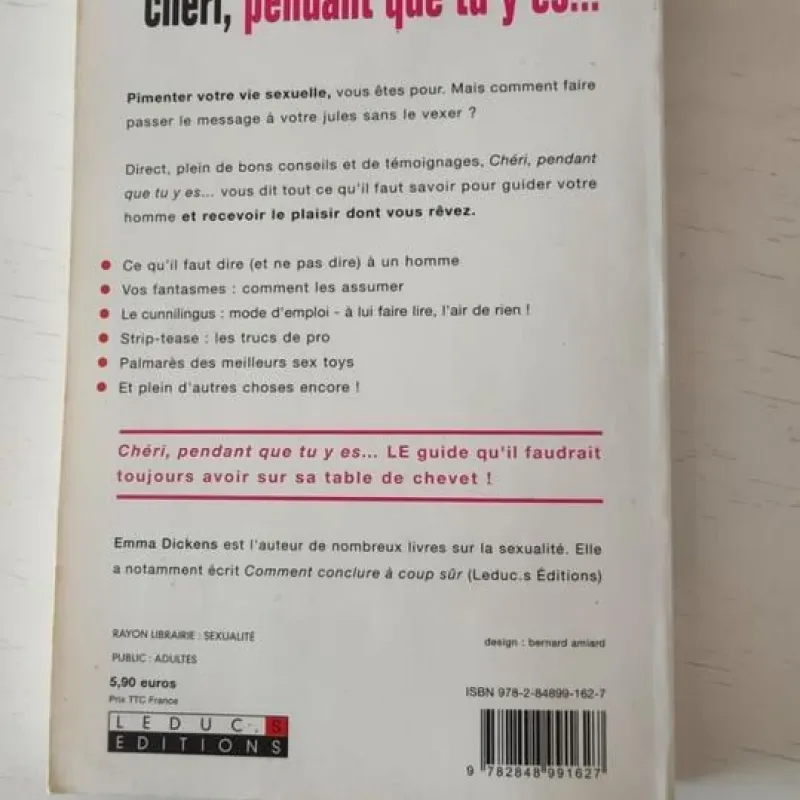 chéri, pendant que tu y es...
Pimenter votre vie sexuelle, vous êtes pour. Mais comment faire
passer le message à votre jules sans le vexer ?
Direct, plein de bons conseils et de témoignages, Chéri, pendant
que tu y es... vous dit tout ce qu'il faut savoir pour guider votre
homme et recevoir le plaisir dont vous rêvez.
● Ce qu'il faut dire (et ne pas dire) à un homme
● Vos fantasmes : comment les assumer
● Le cunnilingus : mode d'emploi - à lui faire lire, l'air de rien !
● Strip-tease : les trucs de pro
● Palmarès des meilleurs sex toys
● Et plein d'autres choses encore !
Chéri, pendant que tu y es... LE guide qu'il faudrait
toujours avoir sur sa table de chevet !
Emma Dickens est l'auteur de nombreux livres sur la sexualité. Elle
a notamment écrit Comment conclure à coup sûr (Leduc.s Éditions)
RAYON LIBRAIRIE : SEXUALITÉ
PUBLIC : ADULTES
design : bernard amiard
5,90 euros
Prix TTC France
LEDUC.S
EDITIONS
ISBN 978-2-84899-162-7
9 782848 991627